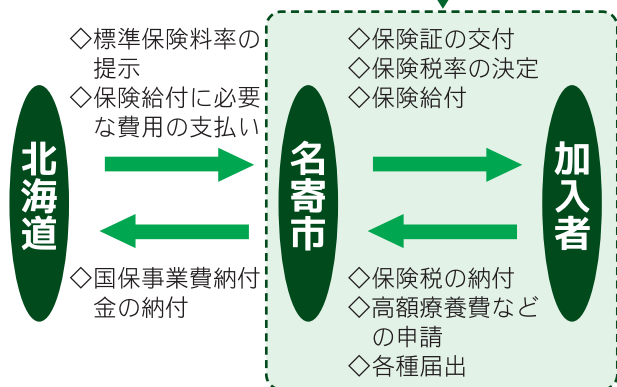 ◇標準保険料率の
提示
◇保険給付に必要
な費用の支払い
◇保険証の交付
◇保険税率の決定
◇保険給付
北海道
名寄市
加入者
◇国保事業費納付
金の納付
◇保険税の納付
◇高額療養費など
の申請
◇各種届出